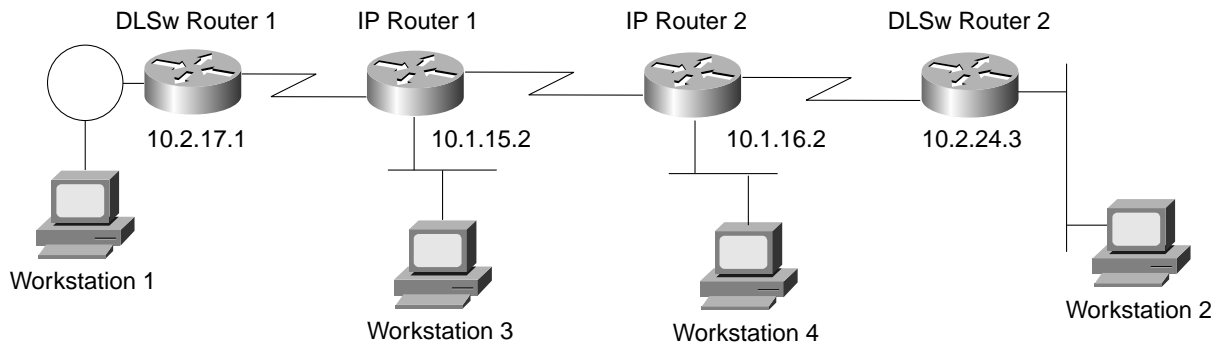 DLSw Router 1
IP Router 1
IP Router 2
DLSw Router 2
10.2.17.1
10.1.15.2
10.1.16.2
10.2.24.3
Workstation 1
Workstation 3
Workstation 4
Workstation 2